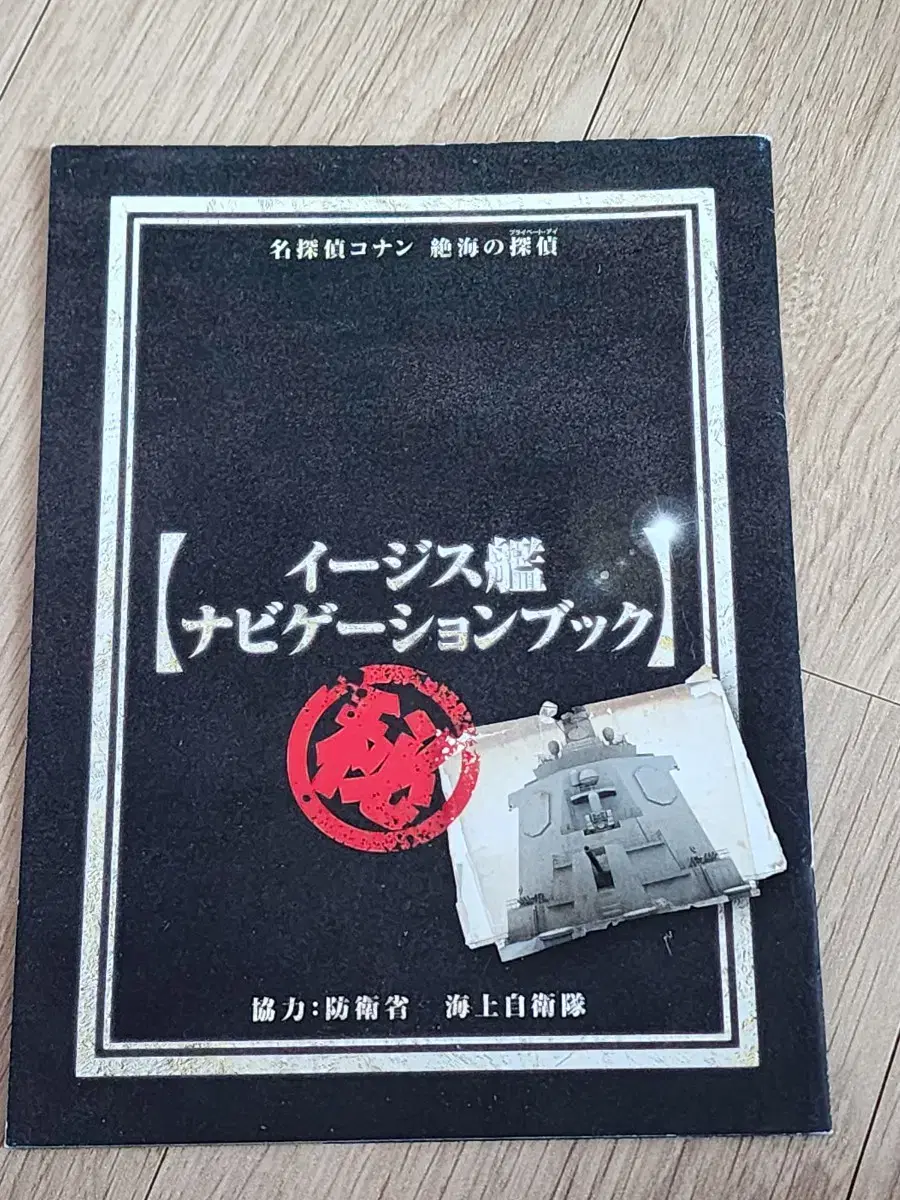 名探偵コナン 絶海の探偵
プライベート・アイ
【イージス艦
ナビゲーションブック】
㊙
協力:防衛省 海上自衛隊